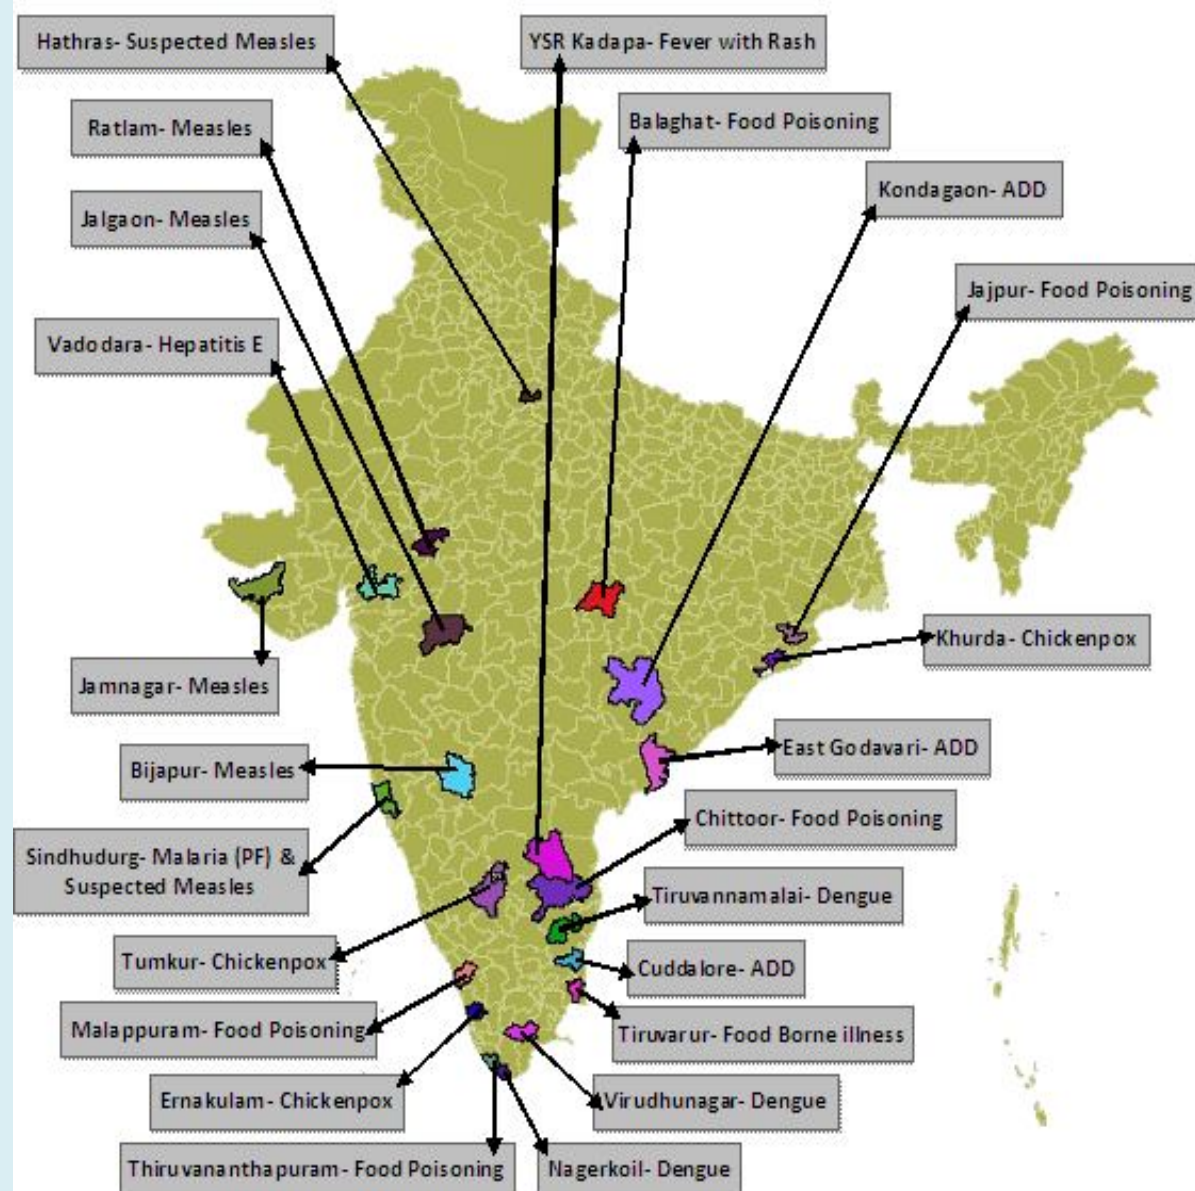 Hathras- Suspected Measles
YSR Kadapa- Fever with Rash
Ratlam- Measles
Balaghat- Food Poisoning
Kondagaon- ADD
Jalgaon- Measles
Jajpur- Food Poisoning
Vadodara- Hepatitis E
Khurda- Chickenpox
Jamnagar- Measles
East Godavari- ADD
Bijapur- Measles
Chittoor- Food Poisoning
Sindhudurg- Malaria (PF) &
Suspected Measles
Tiruvannamalai- Dengue
Tumkur- Chickenpox
Cuddalore- ADD
Malappuram- Food Poisoning
Tiruvarur- Food Borne illness
Ernakulam- Chickenpox
Virudhunagar- Dengue
Thiruvananthapuram- Food Poisoning
Nagerkoil- Dengue